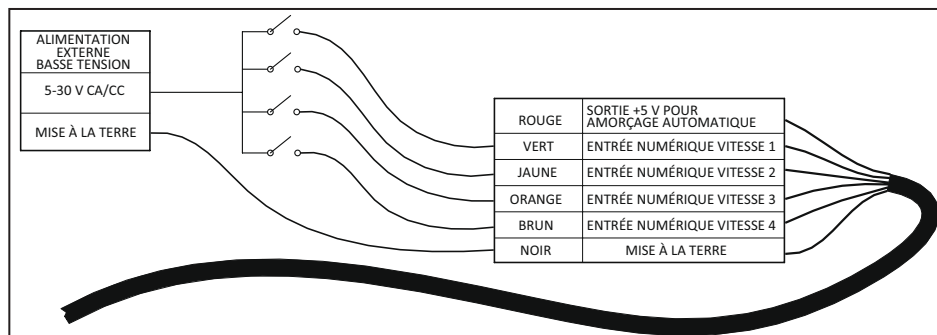 ALIMENTATION
EXTERNE
BASSE TENSION
5-30 V CA/CC
MISE À LA TERRE
ROUGE
SORTIE +5 V POUR
AMORÇAGE AUTOMATIQUE
VERT
ENTRÉE NUMÉRIQUE VITESSE 1
JAUNE
ENTRÉE NUMÉRIQUE VITESSE 2
ORANGE
ENTRÉE NUMÉRIQUE VITESSE 3
BRUN
ENTRÉE NUMÉRIQUE VITESSE 4
NOIR
MISE À LA TERRE